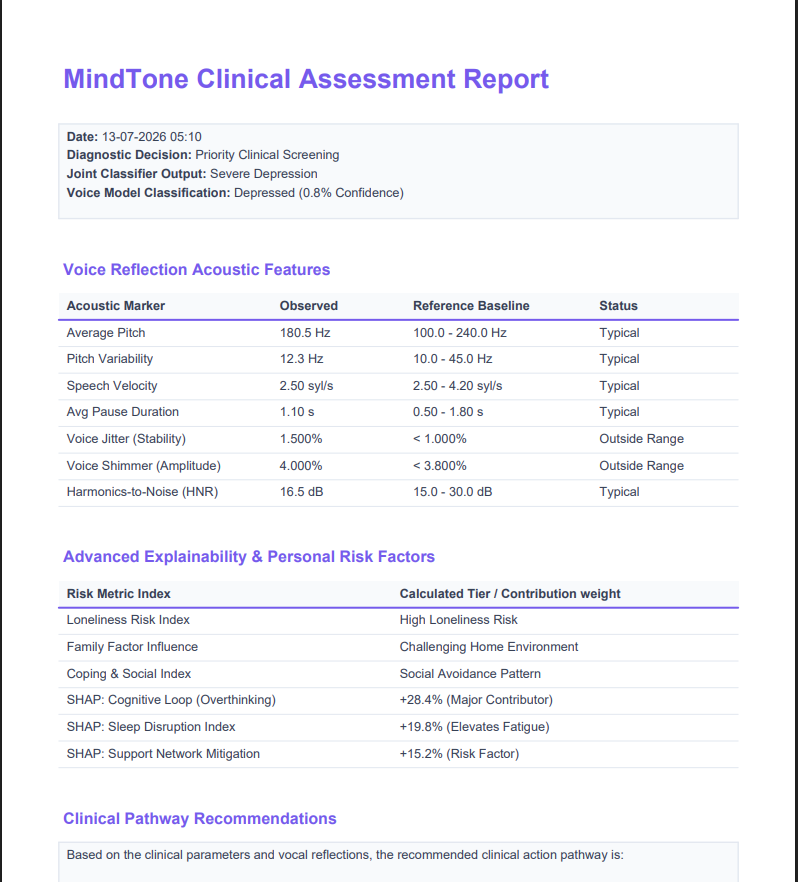 MindTone Clinical Assessment Report
Date: 13-07-2026 05:10
Diagnostic Decision: Priority Clinical Screening
Joint Classifier Output: Severe Depression
Voice Model Classification: Depressed (0.8% Confidence)
Voice Reflection Acoustic Features
Acoustic Marker Observed Reference Baseline Status
Average Pitch 180.5 Hz 100.0 - 240.0 Hz Typical
Pitch Variability 12.3 Hz 10.0 - 45.0 Hz Typical
Speech Velocity 2.50 syl/s 2.50 - 4.20 syl/s Typical
Avg Pause Duration 1.10 s 0.50 - 1.80 s Typical
Voice Jitter (Stability) 1.500% < 1.000% Outside Range
Voice Shimmer (Amplitude) 4.000% < 3.800% Outside Range
Harmonics-to-Noise (HNR) 16.5 dB 15.0 - 30.0 dB Typical
Advanced Explainability & Personal Risk Factors
Risk Metric Index Calculated Tier / Contribution weight
Loneliness Risk Index High Loneliness Risk
Family Factor Influence Challenging Home Environment
Coping & Social Index Social Avoidance Pattern
SHAP: Cognitive Loop (Overthinking) +28.4% (Major Contributor)
SHAP: Sleep Disruption Index +19.8% (Elevates Fatigue)
SHAP: Support Network Mitigation +15.2% (Risk Factor)
Clinical Pathway Recommendations
Based on the clinical parameters and vocal reflections, the recommended clinical action pathway is: